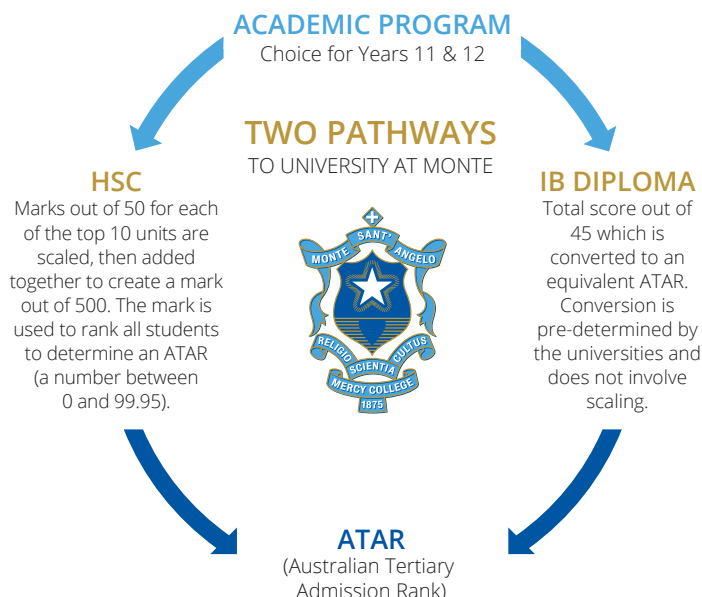 ACADEMIC PROGRAM
Choice for Years 11 & 12
TWO PATHWAYS
TO UNIVERSITY AT MONTE
HSC
Marks out of 50 for each
of the top 10 units are
scaled, then added
together to create a mark
out of 500. The mark is
used to rank all students
to determine an ATAR
(a number between
0 and 99.95).
MONTE SANT' ANGELO
RELIGIO SCIENTIA CULTUS
MERCY COLLEGE
1875
IB DIPLOMA
Total score out of
45 which is
converted to an
equivalent ATAR.
Conversion is
pre-determined by
the universities and
does not involve
scaling.
ATAR
(Australian Tertiary
Admission Rank)